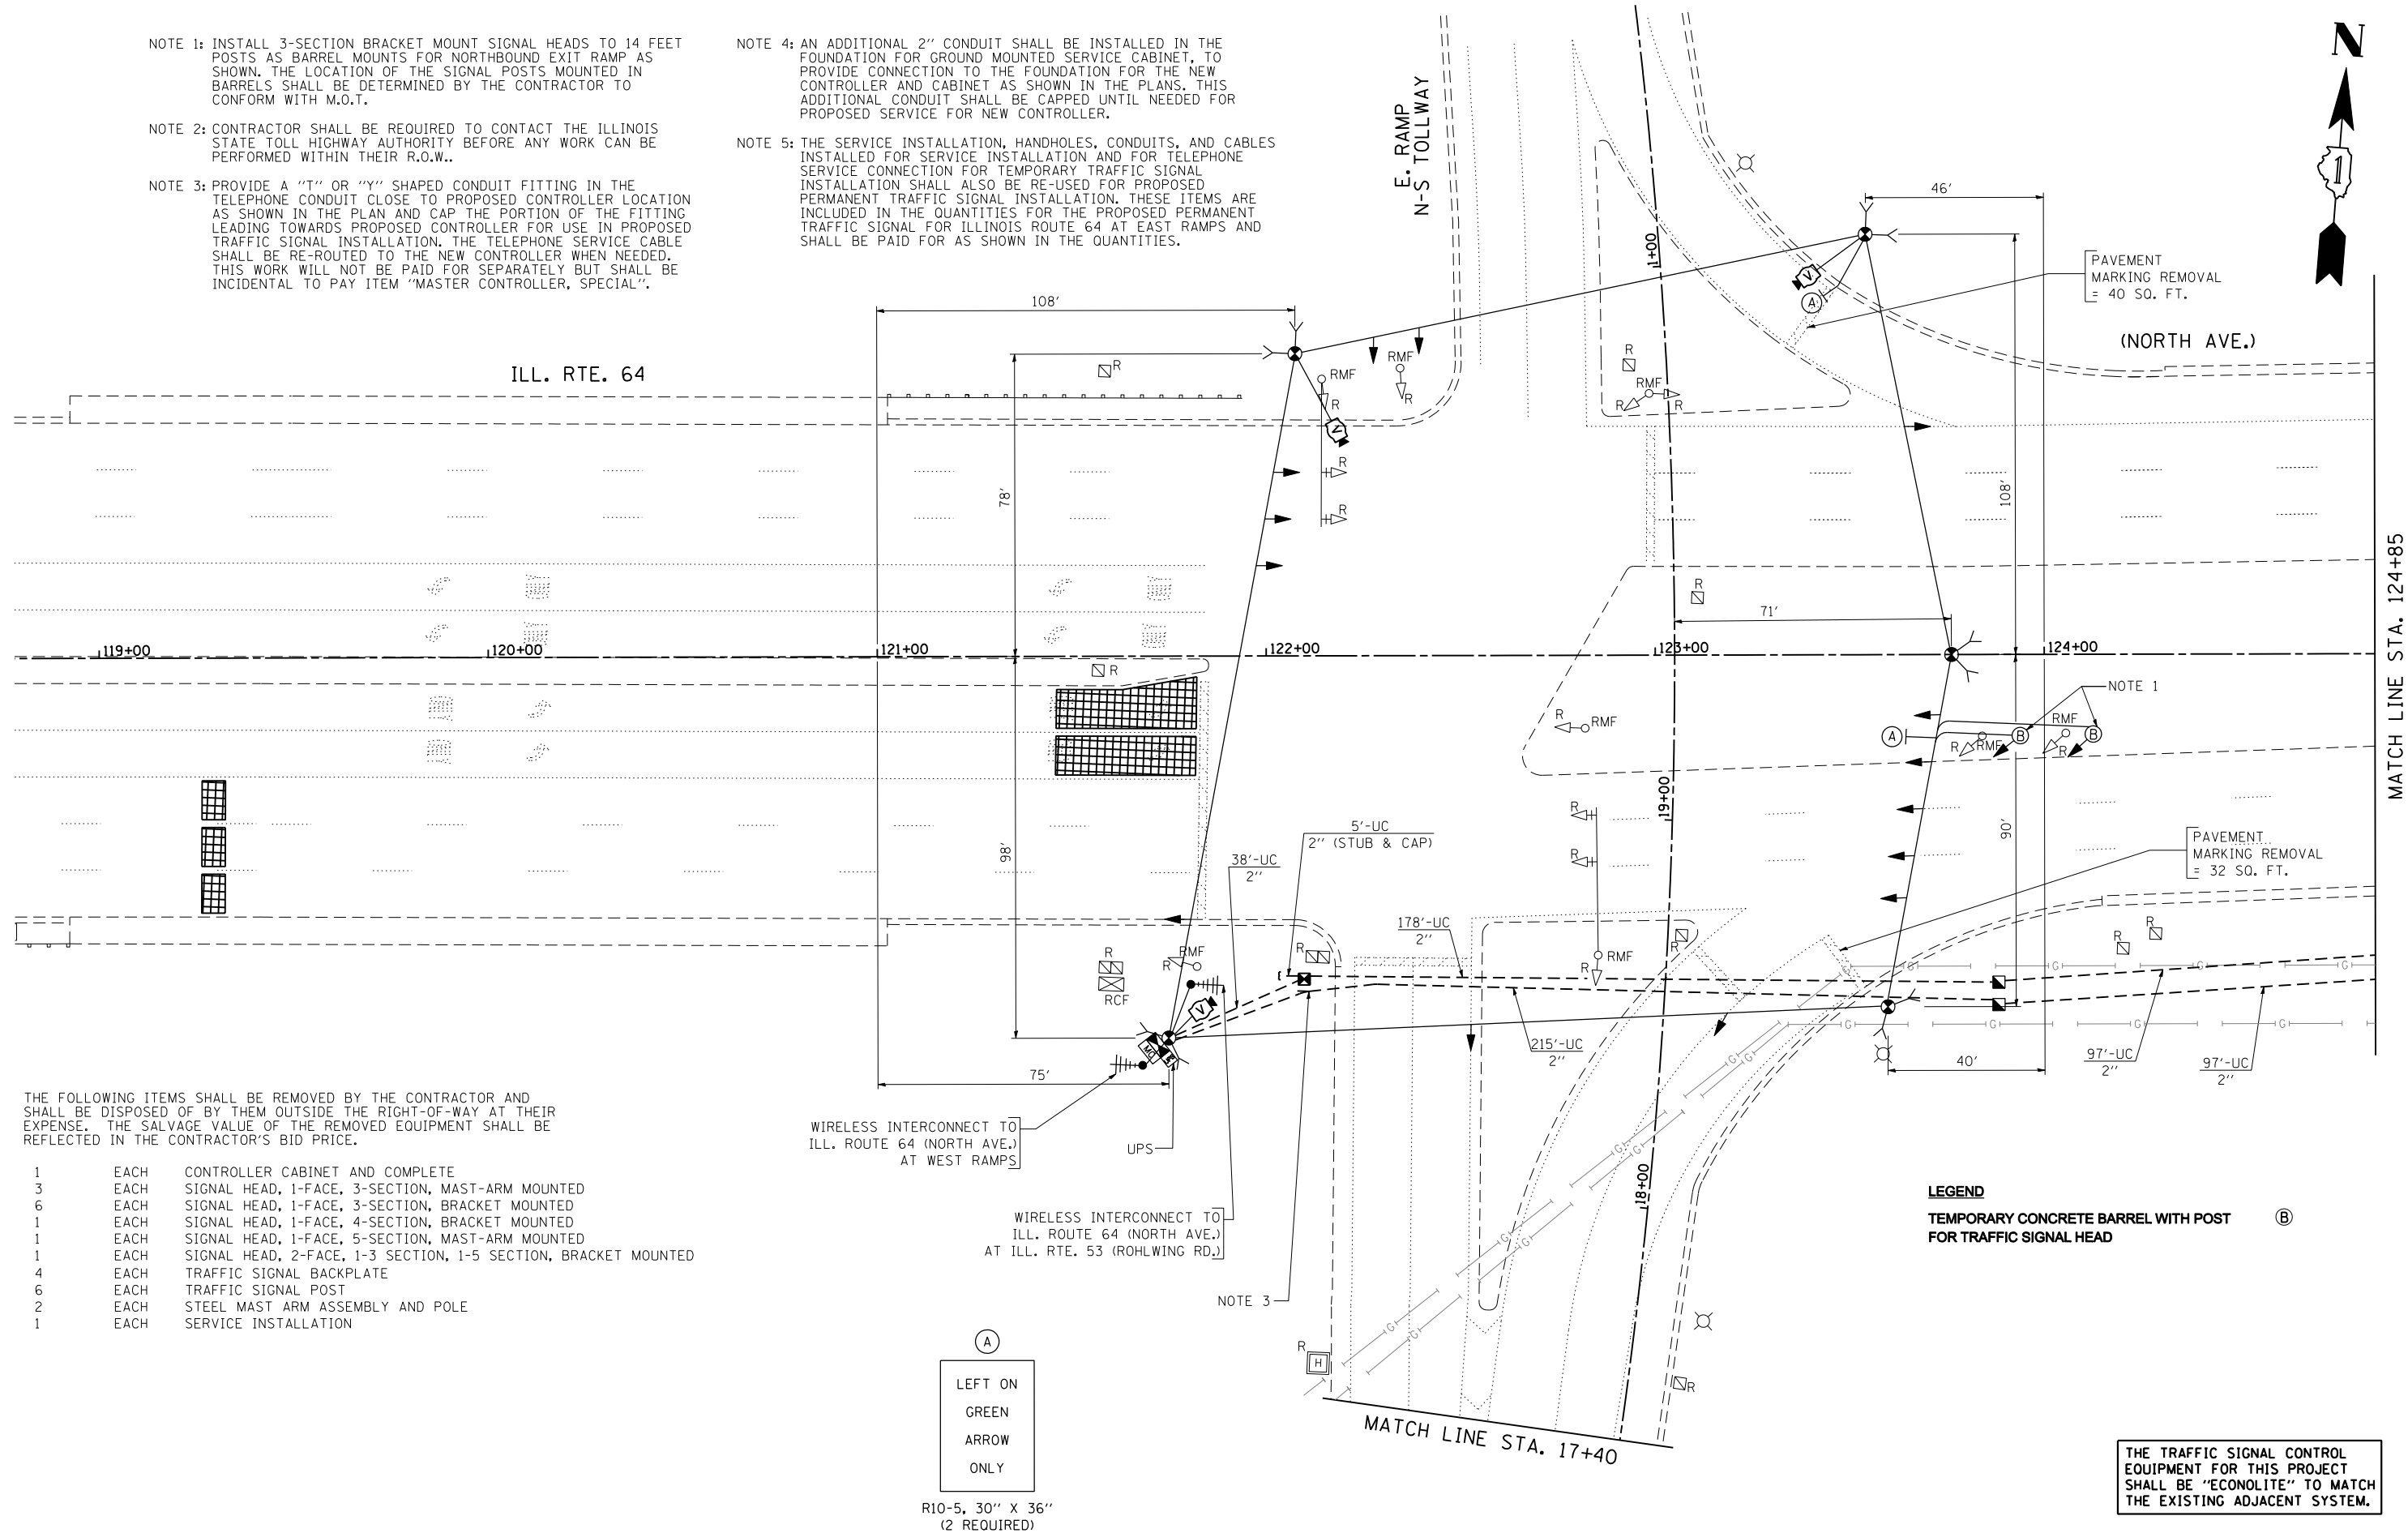 NOTE 1: INSTALL 3-SECTION BRACKET MOUNT SIGNAL HEADS TO 14 FEET
POSTS AS BARREL MOUNTS FOR NORTHBOUND EXIT RAMP AS
SHOWN. THE LOCATION OF THE SIGNAL POSTS MOUNTED IN
BARRELS SHALL BE DETERMINED BY THE CONTRACTOR TO
CONFORM WITH M.O.T.
NOTE 2: CONTRACTOR SHALL BE REQUIRED TO CONTACT THE ILLINOIS
STATE TOLL HIGHWAY AUTHORITY BEFORE ANY WORK CAN BE
PERFORMED WITHIN THEIR R.O.W..
NOTE 3: PROVIDE A "T" OR "Y" SHAPED CONDUIT FITTING IN THE
TELEPHONE CONDUIT CLOSE TO PROPOSED CONTROLLER LOCATION
AS SHOWN IN THE PLAN AND CAP THE PORTION OF THE FITTING
LEADING TOWARDS PROPOSED CONTROLLER FOR USE IN PROPOSED
TRAFFIC SIGNAL INSTALLATION. THE TELEPHONE SERVICE CABLE
SHALL BE RE-ROUTED TO THE NEW CONTROLLER WHEN NEEDED.
THIS WORK WILL NOT BE PAID FOR SEPARATELY BUT SHALL BE
INCIDENTAL TO PAY ITEM "MASTER CONTROLLER, SPECIAL".
NOTE 4: AN ADDITIONAL 2" CONDUIT SHALL BE INSTALLED IN THE
FOUNDATION FOR GROUND MOUNTED SERVICE CABINET, TO
PROVIDE CONNECTION TO THE FOUNDATION FOR THE NEW
CONTROLLER AND CABINET AS SHOWN IN THE PLANS. THIS
ADDITIONAL CONDUIT SHALL BE CAPPED UNTIL NEEDED FOR
PROPOSED SERVICE FOR NEW CONTROLLER.
NOTE 5: THE SERVICE INSTALLATION, HANDHOLES, CONDUITS, AND CABLES
INSTALLED FOR SERVICE INSTALLATION AND FOR TELEPHONE
SERVICE CONNECTION FOR TEMPORARY TRAFFIC SIGNAL
INSTALLATION SHALL ALSO BE RE-USED FOR PROPOSED
PERMANENT TRAFFIC SIGNAL INSTALLATION. THESE ITEMS ARE
INCLUDED IN THE QUANTITIES FOR THE PROPOSED PERMANENT
TRAFFIC SIGNAL FOR ILLINOIS ROUTE 64 AT EAST RAMPS AND
SHALL BE PAID FOR AS SHOWN IN THE QUANTITIES.
E. RAMP
N-S TOLLWAY
N
1
46'
1+00
V
A
PAVEMENT
MARKING REMOVAL
= 40 SQ. FT.
(NORTH AVE.)
ILL. RTE. 64
108'
R
RMF
R
RMF
R
V
R
R
R
RMF
R
R
78'
108'
R
71'
119+00
120+00
121+00
122+00
123+00
124+00
MATCH LINE STA. 124+85
R
NOTE 1
R
RMF
A
R
RMF
B
RMF
R
B
98'
90'
19+00
R
R
5'-UC
2" (STUB & CAP)
38'-UC
2"
178'-UC
2"
PAVEMENT
MARKING REMOVAL
= 32 SQ. FT.
R
RCF
RMF
R
R
RMF
R
R
R
G
G
G
G
G
V
MC
215'-UC
2"
G
G
G
G
97'-UC
2"
97'-UC
2"
75'
40'
G
G
G
G
G
G
G
G
WIRELESS INTERCONNECT TO
ILL. ROUTE 64 (NORTH AVE.)
AT WEST RAMPS
UPS
WIRELESS INTERCONNECT TO
ILL. ROUTE 64 (NORTH AVE.)
AT ILL. RTE. 53 (ROHLWING RD.)
NOTE 3
18+00
R
H
R
MATCH LINE STA. 17+40
THE FOLLOWING ITEMS SHALL BE REMOVED BY THE CONTRACTOR AND
SHALL BE DISPOSED OF BY THEM OUTSIDE THE RIGHT-OF-WAY AT THEIR
EXPENSE. THE SALVAGE VALUE OF THE REMOVED EQUIPMENT SHALL BE
REFLECTED IN THE CONTRACTOR'S BID PRICE.
1 EACH CONTROLLER CABINET AND COMPLETE
3 EACH SIGNAL HEAD, 1-FACE, 3-SECTION, MAST-ARM MOUNTED
6 EACH SIGNAL HEAD, 1-FACE, 3-SECTION, BRACKET MOUNTED
1 EACH SIGNAL HEAD, 1-FACE, 4-SECTION, BRACKET MOUNTED
1 EACH SIGNAL HEAD, 1-FACE, 5-SECTION, MAST-ARM MOUNTED
1 EACH SIGNAL HEAD, 2-FACE, 1-3 SECTION, 1-5 SECTION, BRACKET MOUNTED
4 EACH TRAFFIC SIGNAL BACKPLATE
6 EACH TRAFFIC SIGNAL POST
2 EACH STEEL MAST ARM ASSEMBLY AND POLE
1 EACH SERVICE INSTALLATION
A
LEFT ON
GREEN
ARROW
ONLY
R10-5, 30" X 36"
(2 REQUIRED)
LEGEND
TEMPORARY CONCRETE BARREL WITH POST
FOR TRAFFIC SIGNAL HEAD
B
THE TRAFFIC SIGNAL CONTROL
EQUIPMENT FOR THIS PROJECT
SHALL BE "ECONOLITE" TO MATCH
THE EXISTING ADJACENT SYSTEM.